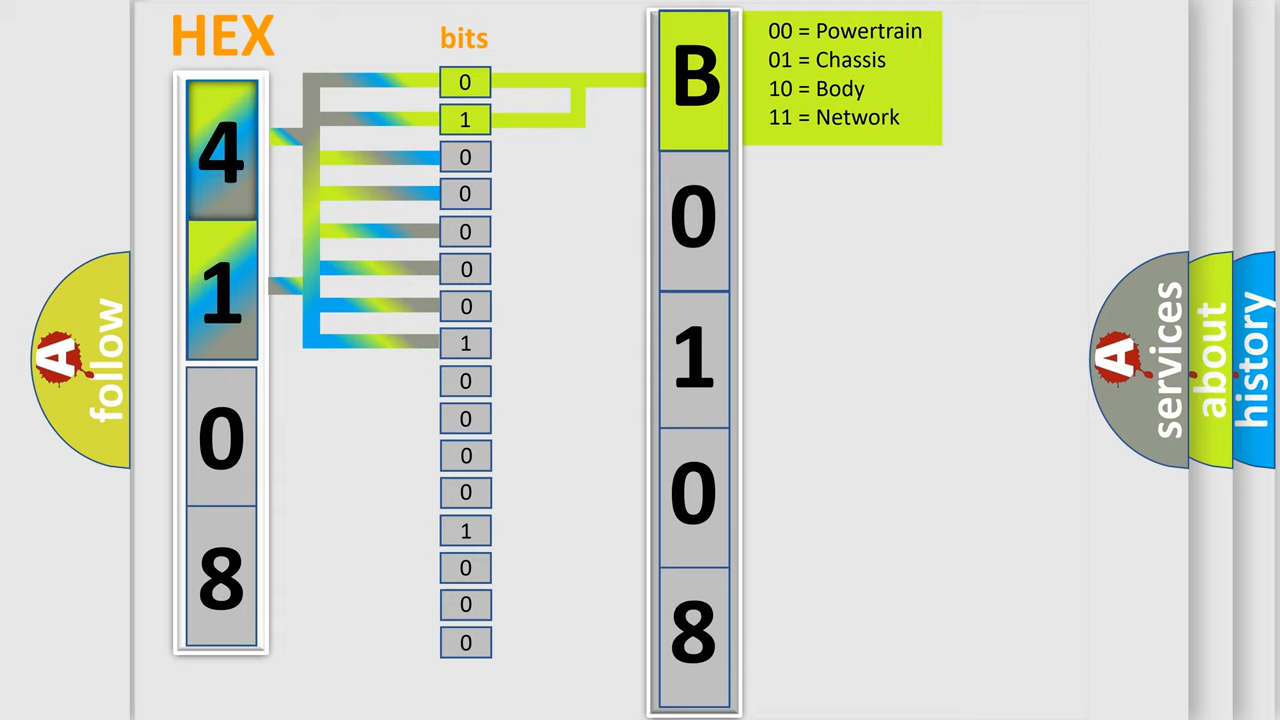 HEX
bits
4
1
0
8
0
1
0
0
0
0
0
1
0
0
0
0
1
0
0
0
B
0
1
0
8
00 = Powertrain
01 = Chassis
10 = Body
11 = Network
A
follow
A
services
about
history